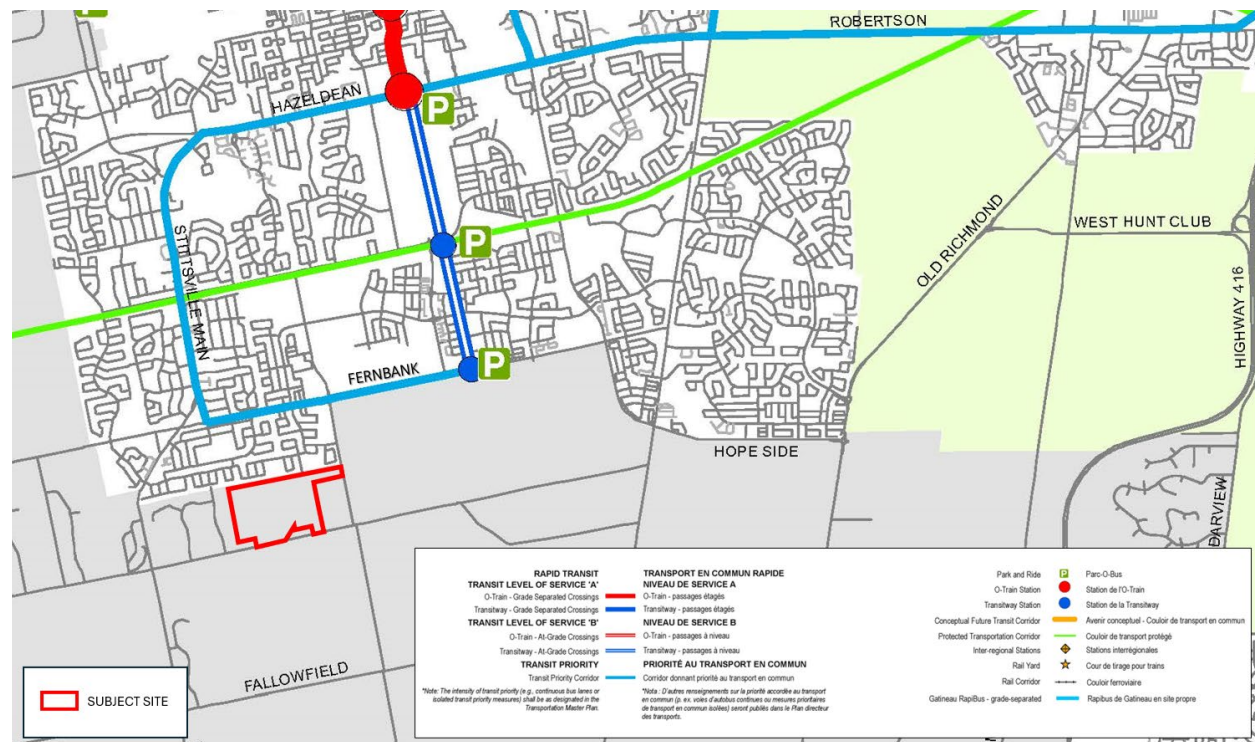 ROBERTSON
HAZELDEAN
P
STITTSVILLE MAIN
P
OLD RICHMOND
WEST HUNT CLUB
HIGHWAY 416
FERNBANK
P
HOPE SIDE
DARVIEW
FALLOWFIELD
SUBJECT SITE
RAPID TRANSIT
TRANSIT LEVEL OF SERVICE 'A'
O-Train - Grade Separated Crossings
Transitway - Grade Separated Crossings
TRANSIT LEVEL OF SERVICE 'B'
O-Train - At-Grade Crossings
Transitway - At-Grade Crossings
TRANSIT PRIORITY
Transit Priority Corridor
*Note: The intensity of transit priority (e.g., continuous bus lanes or
isolated transit priority measures) shall be as designated in the
Transportation Master Plan.
TRANSPORT EN COMMUN RAPIDE
NIVEAU DE SERVICE A
O-Train - passages étagés
Transitway - passages étagés
NIVEAU DE SERVICE B
O-Train - passages à niveau
Transitway - passages à niveau
PRIORITÉ AU TRANSPORT EN COMMUN
Corridor donnant priorité au transport en commun
*Nota : D'autres renseignements sur la priorité accordée au transport
en commun (p. ex. voies d'autobus continues ou mesures prioritaires
de transport en commun isolées) seront publiés dans le Plan directeur
des transports.
Park and Ride P Parc-O-Bus
O-Train Station Station de l'O-Train
Transitway Station Station de la Transitway
Conceptual Future Transit Corridor Avenir conceptuel - Couloir de transport en commun
Protected Transportation Corridor Couloir de transport protégé
Inter-regional Stations Stations interrégionales
Rail Yard Cour de tirage pour trains
Rail Corridor Couloir ferroviaire
Gatineau RapiBus - grade-separated Rapibus de Gatineau en site propre